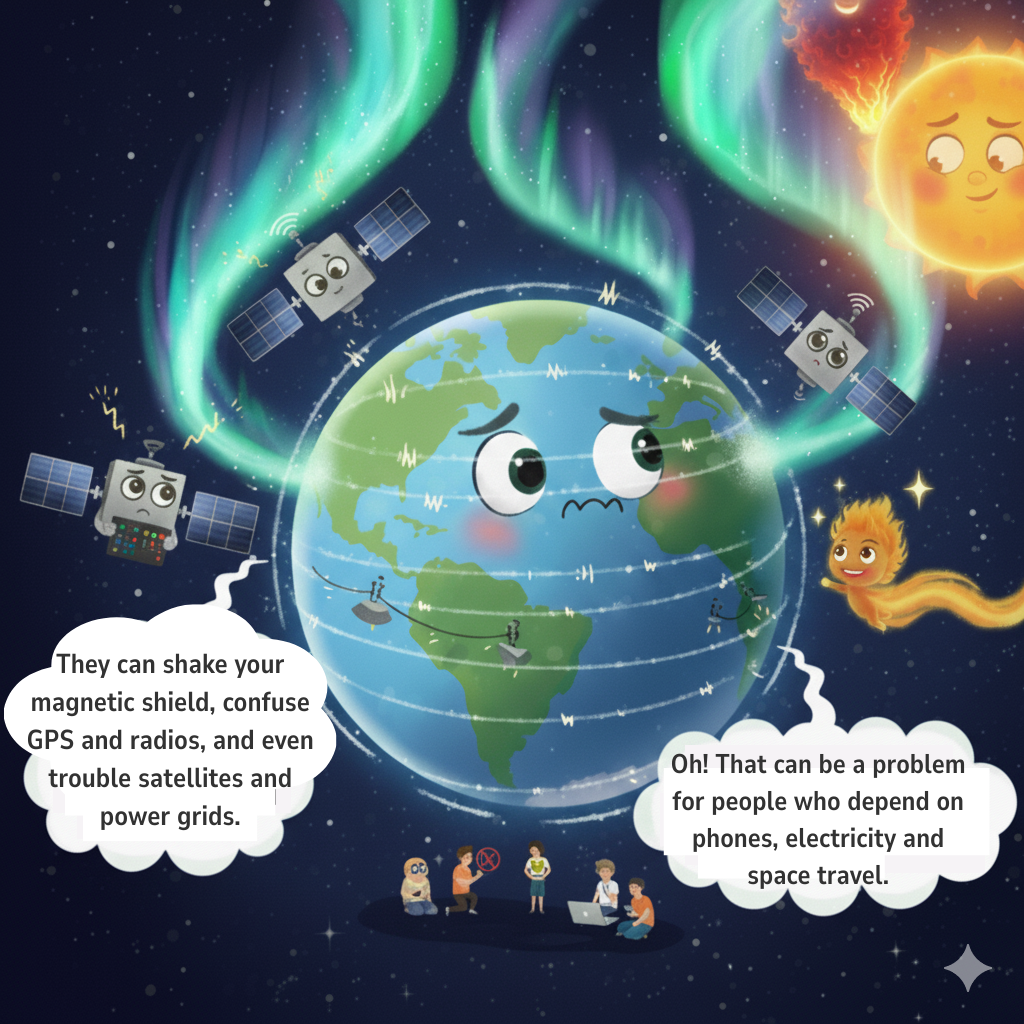 They can shake your
magnetic shield, confuse
GPS and radios, and even
trouble satellites and
power grids.
Oh! That can be a problem
for people who depend on
phones, electricity and
space travel.